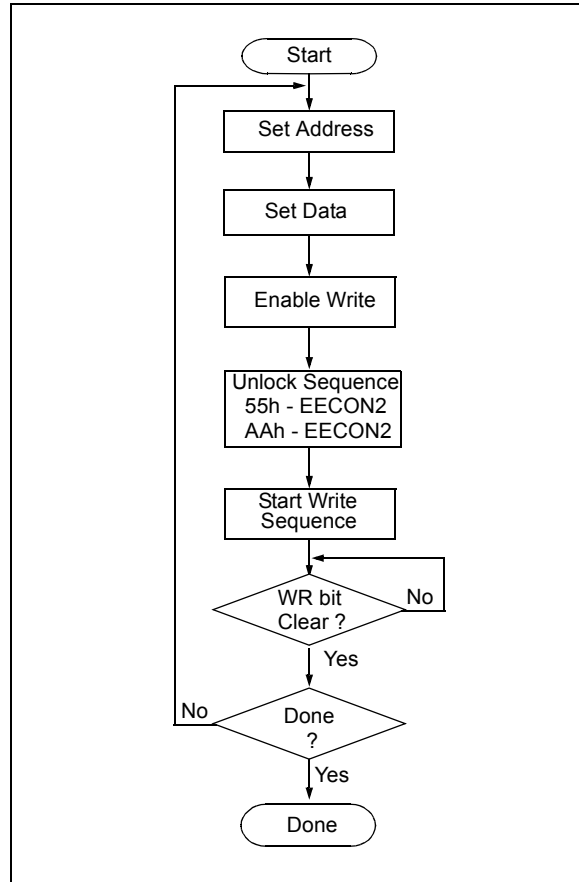 Start
Set Address
Set Data
Enable Write
Unlock Sequence
55h - EECON2
AAh - EECON2
Start Write
Sequence
WR bit
Clear ?
No
Yes
No
Done
?
Yes
Done